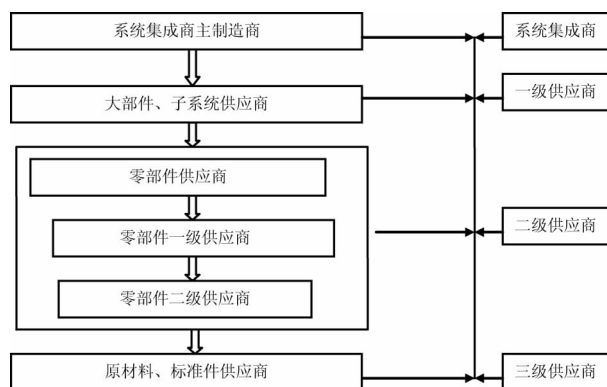 系统集成商主制造商
系统集成商
大部件、子系统供应商
一级供应商
零部件供应商
零部件一级供应商
二级供应商
零部件二级供应商
原材料、标准件供应商
三级供应商